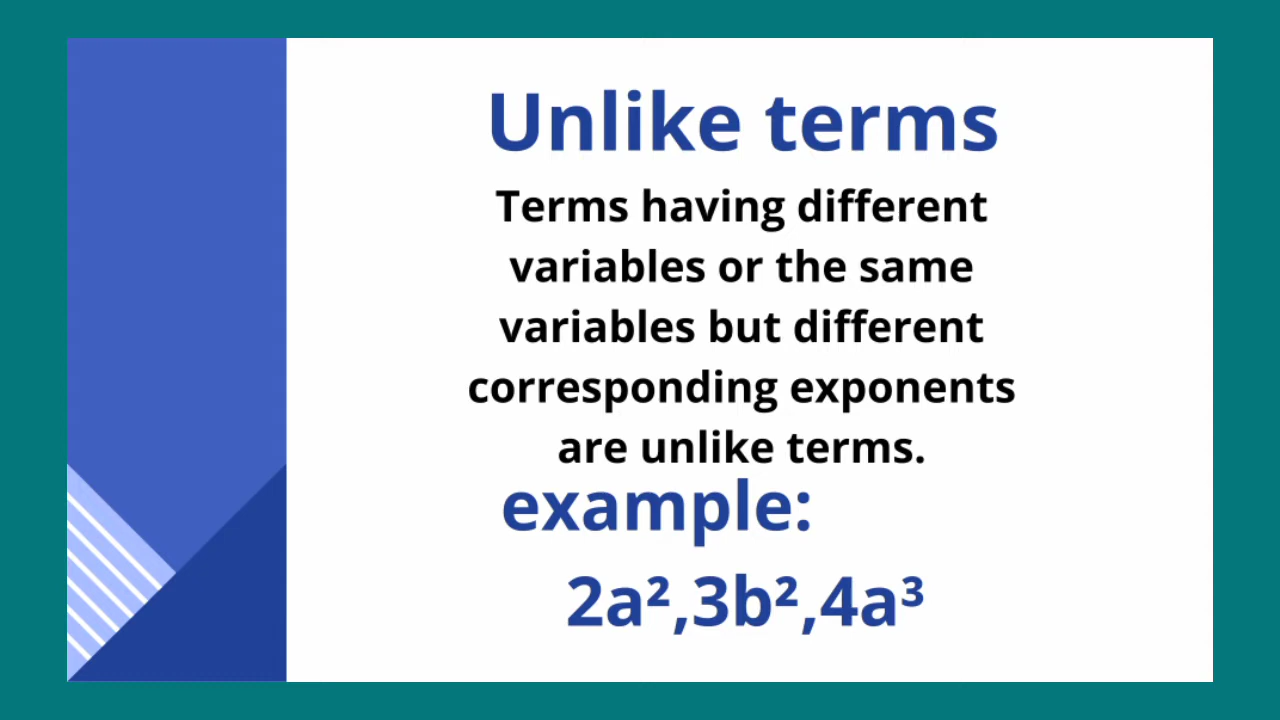 Unlike terms
Terms having different
variables or the same
variables but different
corresponding exponents
are unlike terms.
example:
2a²,3b²,4a³